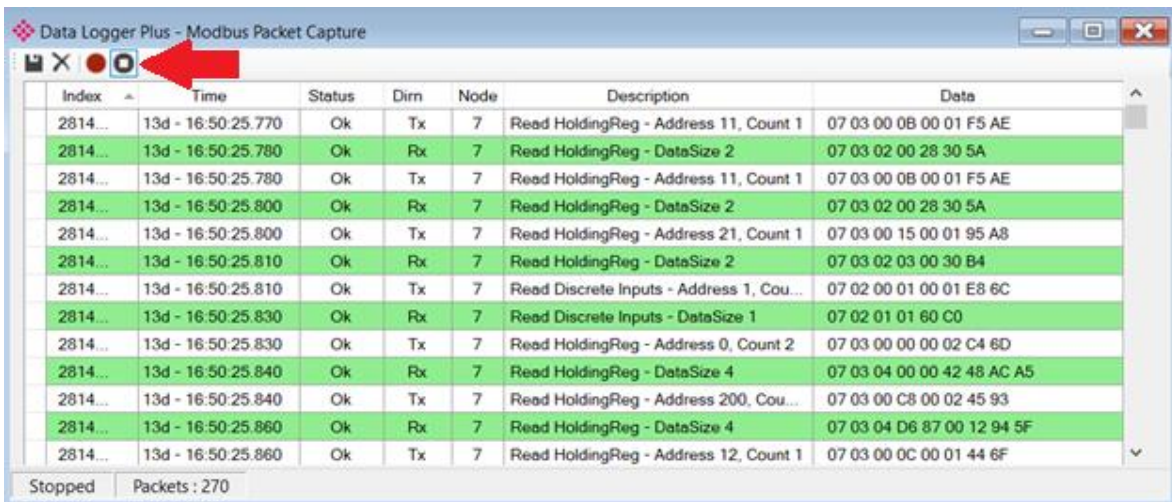 Data Logger Plus - Modbus Packet Capture
Index Time Status Dirn Node Description Data
2814... 13d - 16:50:25.770 Ok Tx 7 Read HoldingReg - Address 11, Count 1 07 03 00 0B 00 01 F5 AE
2814... 13d - 16:50:25.780 Ok Rx 7 Read HoldingReg - DataSize 2 07 03 02 00 28 30 5A
2814... 13d - 16:50:25.780 Ok Tx 7 Read HoldingReg - Address 11, Count 1 07 03 00 0B 00 01 F5 AE
2814... 13d - 16:50:25.800 Ok Rx 7 Read HoldingReg - DataSize 2 07 03 02 00 28 30 5A
2814... 13d - 16:50:25.800 Ok Tx 7 Read HoldingReg - Address 21, Count 1 07 03 00 15 00 01 95 A8
2814... 13d - 16:50:25.810 Ok Rx 7 Read HoldingReg - DataSize 2 07 03 02 03 00 30 B4
2814... 13d - 16:50:25.810 Ok Tx 7 Read Discrete Inputs - Address 1, Cou... 07 02 00 01 00 01 E8 6C
2814... 13d - 16:50:25.830 Ok Rx 7 Read Discrete Inputs - DataSize 1 07 02 01 01 60 C0
2814... 13d - 16:50:25.830 Ok Tx 7 Read HoldingReg - Address 0, Count 2 07 03 00 00 00 02 C4 6D
2814... 13d - 16:50:25.840 Ok Rx 7 Read HoldingReg - DataSize 4 07 03 04 00 00 42 48 AC A5
2814... 13d - 16:50:25.840 Ok Tx 7 Read HoldingReg - Address 200, Cou... 07 03 00 C8 00 02 45 93
2814... 13d - 16:50:25.860 Ok Rx 7 Read HoldingReg - DataSize 4 07 03 04 D6 87 00 12 94 5F
2814... 13d - 16:50:25.860 Ok Tx 7 Read HoldingReg - Address 12, Count 1 07 03 00 0C 00 01 44 6F
Stopped Packets : 270